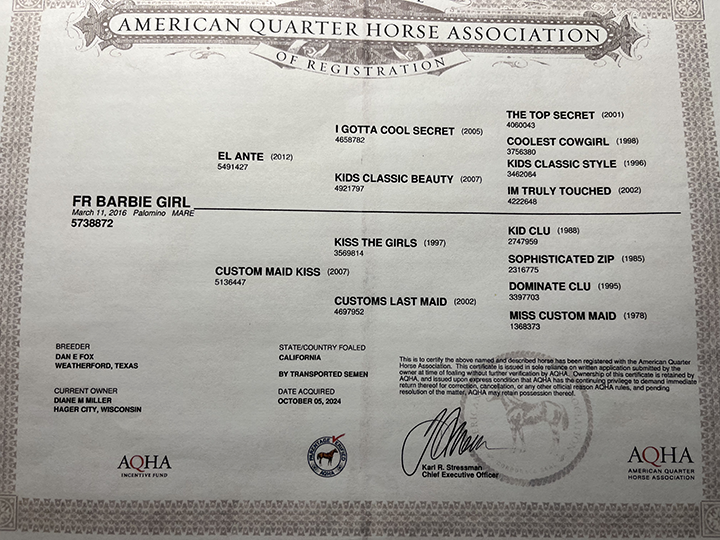 AMERICAN QUARTER HORSE ASSOCIATION
OF REGISTRATION
THE TOP SECRET (2001)
4060043
I GOTTA COOL SECRET (2005)
4658782
COOLEST COWGIRL (1998)
3756380
EL ANTE (2012)
5491427
KIDS CLASSIC STYLE (1996)
3462064
KIDS CLASSIC BEAUTY (2007)
4921797
IM TRULY TOUCHED (2002)
4222648
FR BARBIE GIRL
March 11, 2016 Palomino MARE
5738872
KID CLU (1988)
2747959
KISS THE GIRLS (1997)
3569814
SOPHISTICATED ZIP (1985)
2316775
CUSTOM MAID KISS (2007)
5136447
DOMINATE CLU (1995)
3397703
CUSTOMS LAST MAID (2002)
4697952
MISS CUSTOM MAID (1978)
1368373
BREEDER
DAN E FOX
WEATHERFORD, TEXAS
STATE/COUNTRY FOALED
CALIFORNIA
BY TRANSPORTED SEMEN
CURRENT OWNER
DIANE M MILLER
HAGER CITY, WISCONSIN
DATE ACQUIRED
OCTOBER 05, 2024
This is to certify the above named and described horse has been registered with the American Quarter
Horse Association. This certificate is issued in sole reliance on written application submitted by the
owner at time of foaling without further verification by AQHA. Ownership of this certificate is retained by
AQHA, and issued upon express condition that AQHA has the continuing privilege to demand immediate
return thereof for correction, cancellation, or any other official reason AQHA rules, and pending
resolution of the matter, AQHA may retain possession thereof.
Karl R. Stressman
Chief Executive Officer
AQHA
INCENTIVE FUND
PARENTAGE VERIFIED
AQHA
AQHA
AMERICAN QUARTER
HORSE ASSOCIATION